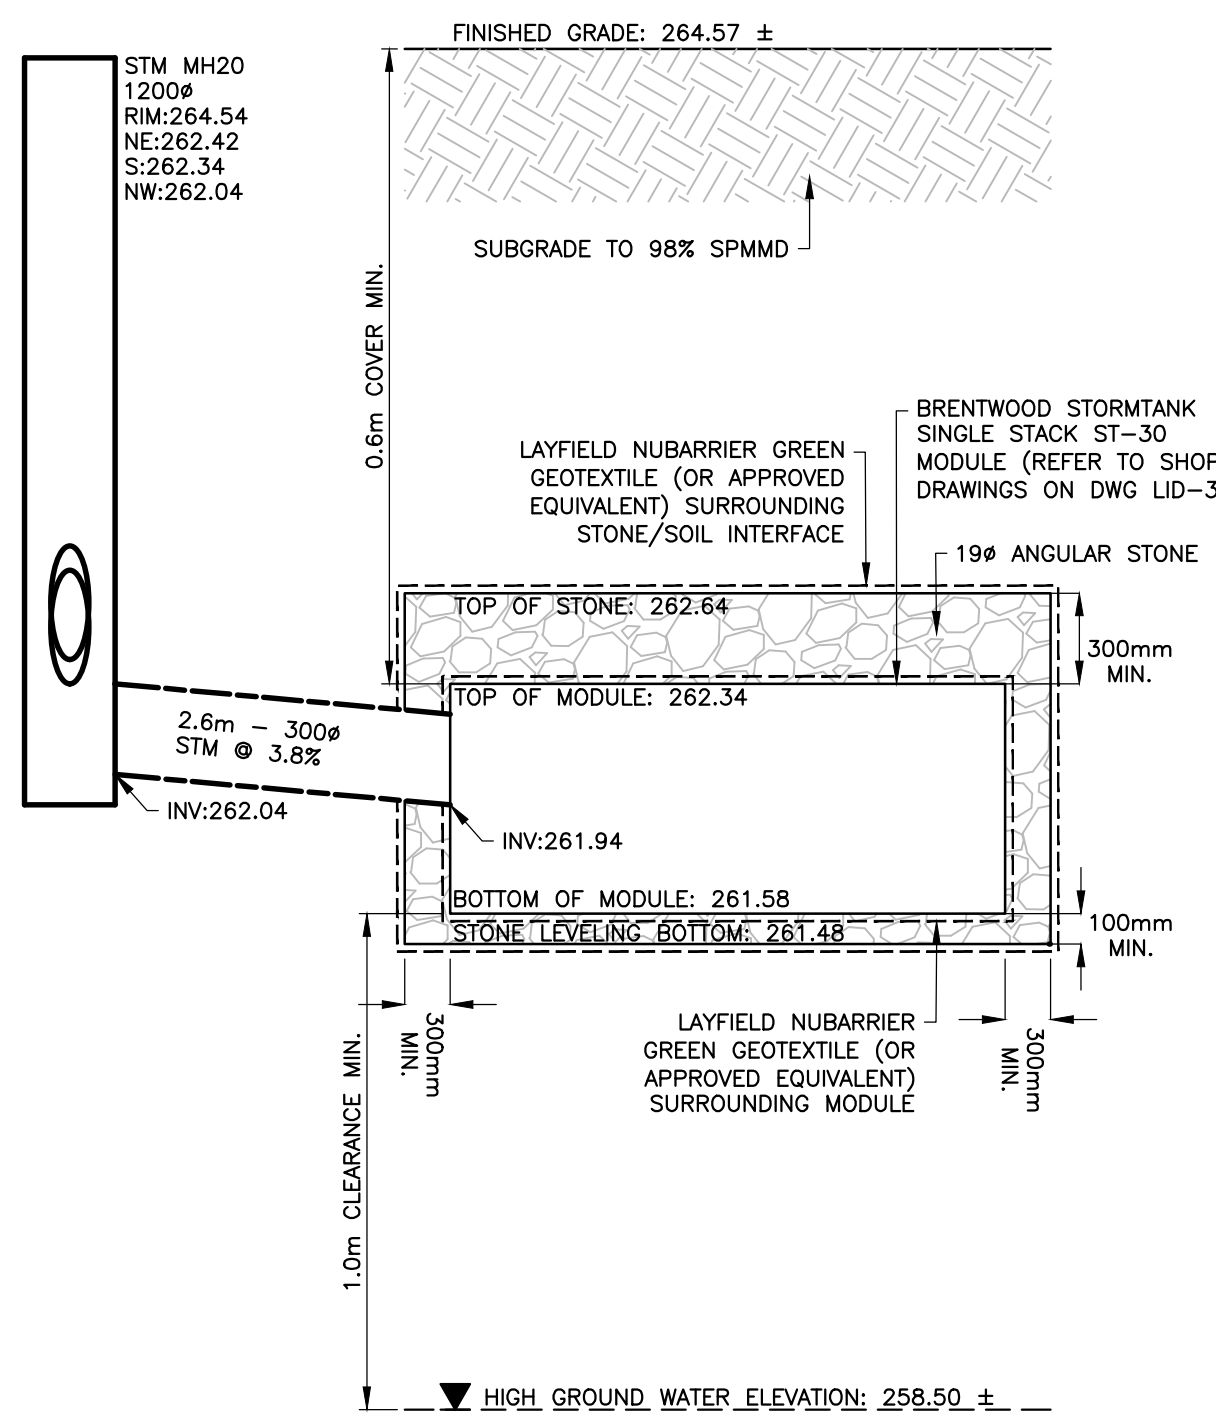 FINISHED GRADE: 264.57 ±
STM MH20
1200ø
RIM:264.54
NE:262.42
S:262.34
NW:262.04
SUBGRADE TO 98% SPMMD
0.6m COVER MIN.
BRENTWOOD STORMTANK
SINGLE STACK ST-30
MODULE (REFER TO SHOP
DRAWINGS ON DWG LID-3
LAYFIELD NUBARRIER GREEN
GEOTEXTILE (OR APPROVED
EQUIVALENT) SURROUNDING
STONE/SOIL INTERFACE
19ø ANGULAR STONE
TOP OF STONE: 262.64
300mm
MIN.
TOP OF MODULE: 262.34
2.6m - 300ø
STM @ 3.8%
INV:262.04
INV:261.94
BOTTOM OF MODULE: 261.58
STONE LEVELING BOTTOM: 261.48
100mm
MIN.
300mm
MIN.
LAYFIELD NUBARRIER
GREEN GEOTEXTILE (OR
APPROVED EQUIVALENT)
SURROUNDING MODULE
300mm
MIN.
1.0m CLEARANCE MIN.
HIGH GROUND WATER ELEVATION: 258.50 ±